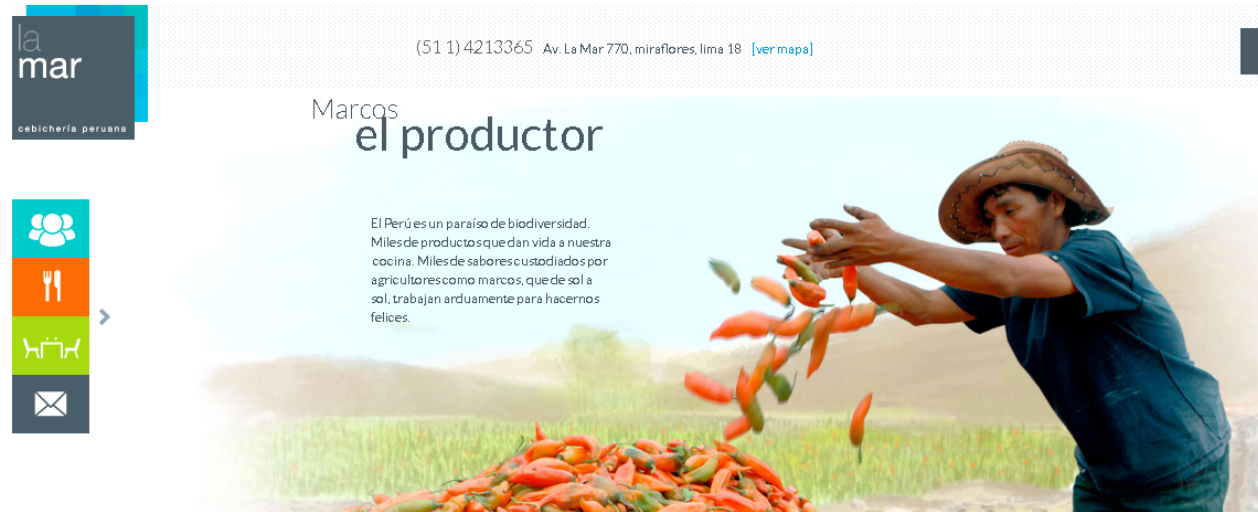 la
mar
cebichería peruana
(51 1) 4213365 Av. La Mar 770, miraflores, lima 18 [ver mapa]
Marcos
el productor
El Perú es un paraíso de biodiversidad.
Miles de productos que dan vida a nuestra
cocina. Miles de sabores custodiados por
agricultores como marcos, que de sol a
sol, trabajan arduamente para hacernos
felices.